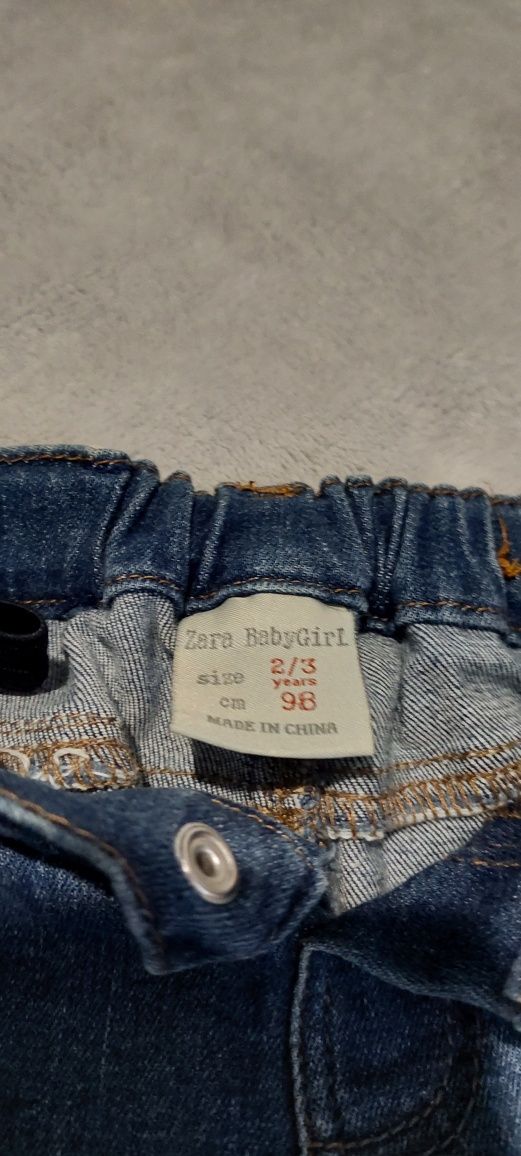 Zara BabyGirl
size 2/3
years
cm 98
MADE IN CHINA